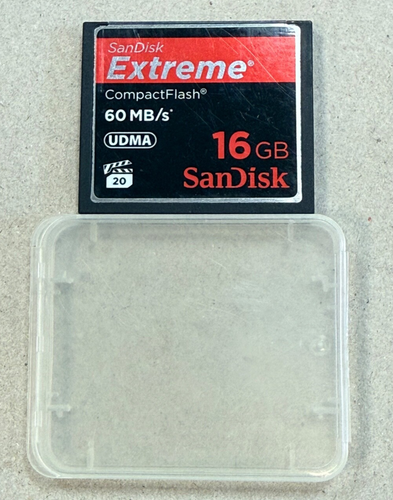 SanDisk
Extreme®
CompactFlash®
60 MB/s*
UDMA
16 GB
20
SanDisk